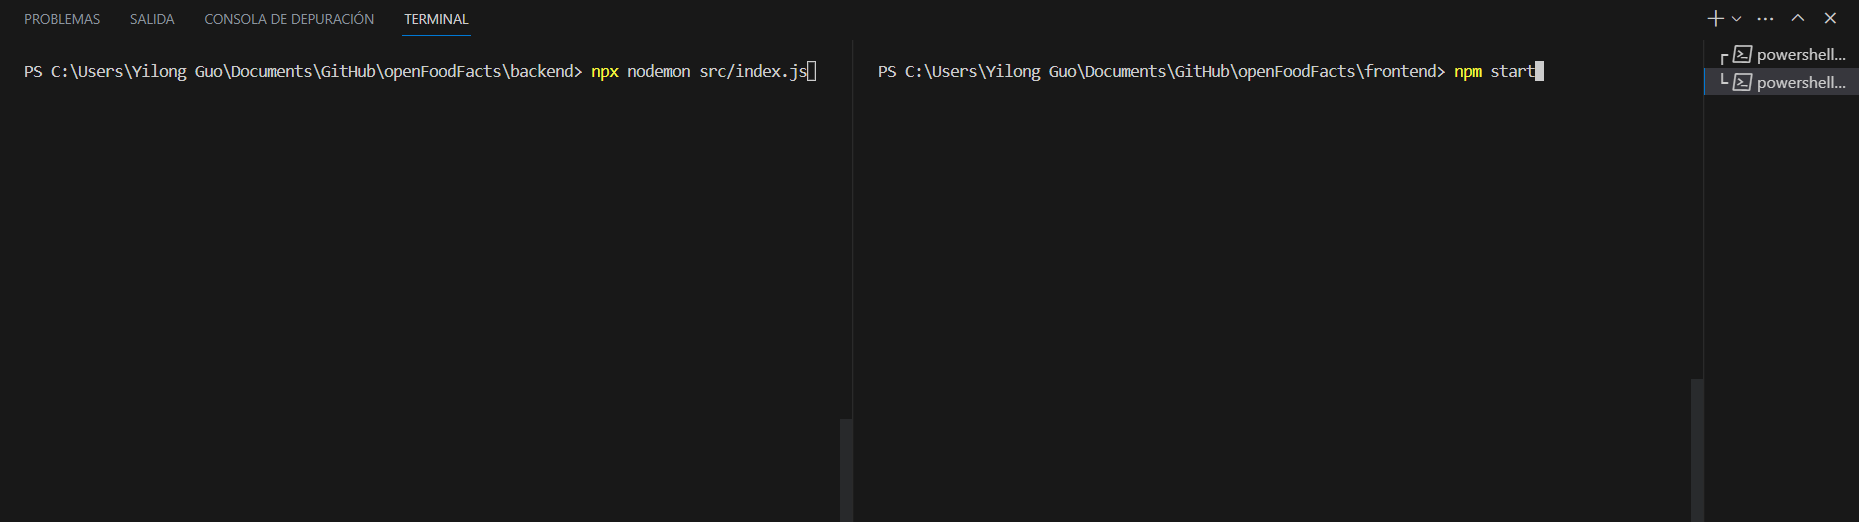 PROBLEMAS SALIDA CONSOLA DE DEPURACIÓN TERMINAL
PS C:\Users\Yilong Guo\Documents\GitHub\openFoodFacts\backend> npx nodemon src/index.js
PS C:\Users\Yilong Guo\Documents\GitHub\openFoodFacts\frontend> npm start
powershell...
powershell...